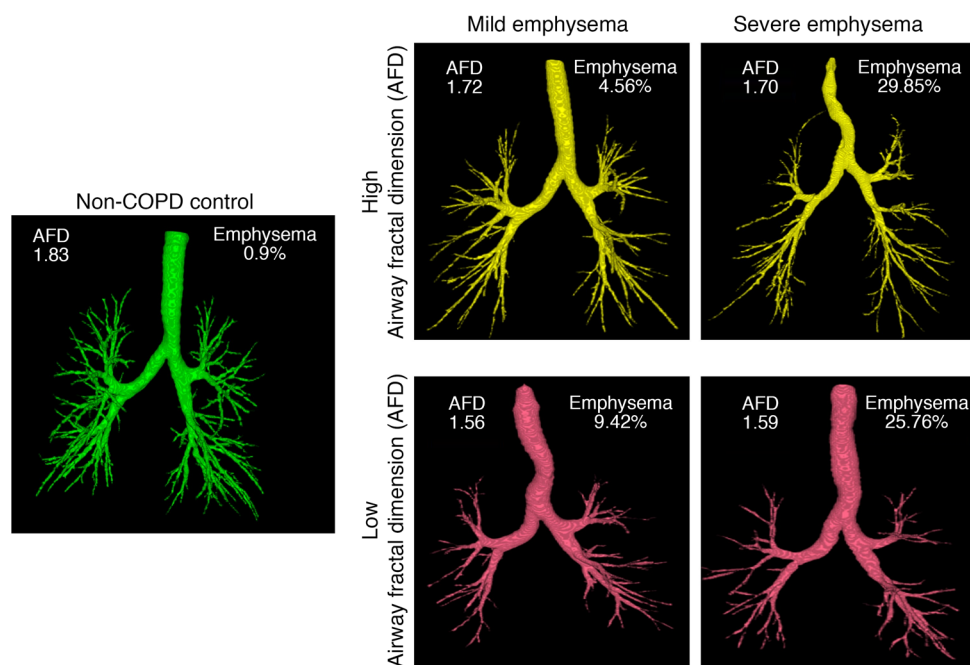 Mild emphysema
Severe emphysema
High
Airway fractal dimension (AFD)
AFD
1.72
Emphysema
4.56%
AFD
1.70
Emphysema
29.85%
Non-COPD control
AFD
1.83
Emphysema
0.9%
Low
Airway fractal dimension (AFD)
AFD
1.56
Emphysema
9.42%
AFD
1.59
Emphysema
25.76%